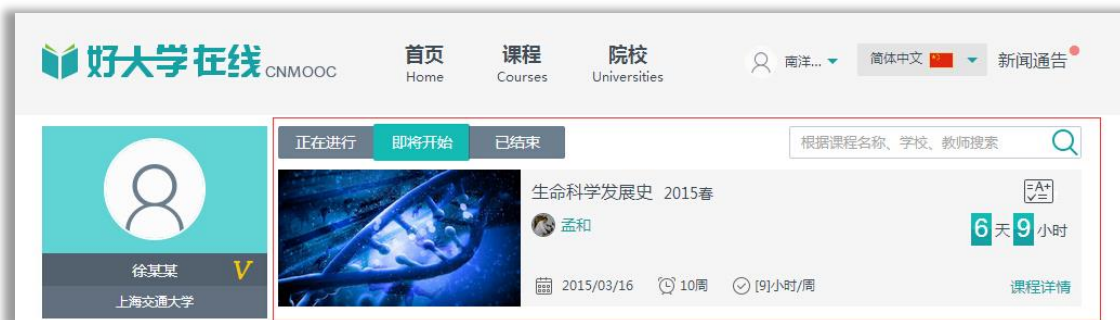 好大学在线 CNMOOC
首页 课程 院校
Home Courses Universities
南洋... 简体中文 新闻通告
正在进行 即将开始 已结束 根据课程名称、学校、教师搜索
生命科学发展史 2015春
A+
孟和
6 天 9 小时
徐某某 V
上海交通大学
2015/03/16 10周 [9]小时/周 课程详情